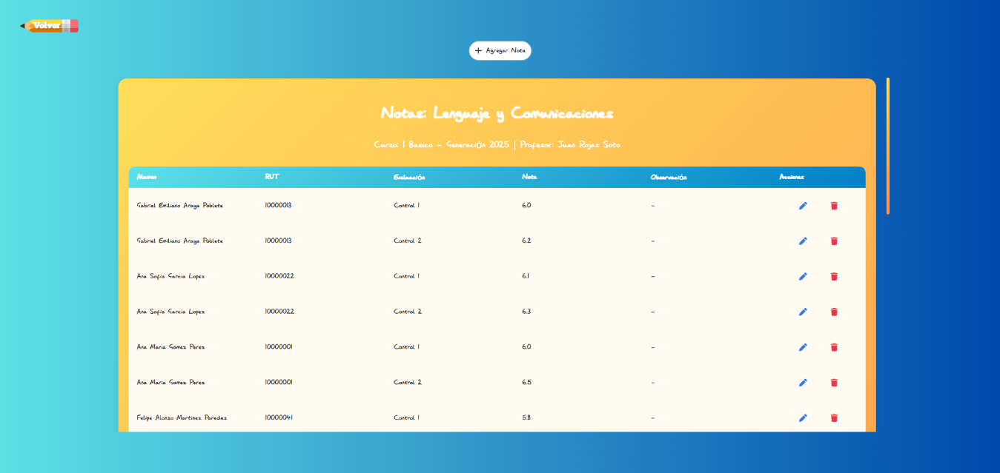 Volver
+ Agregar Nota
Notas: Lenguaje y Comunicaciones
Curso: 1 Basico - Generación 2025 | Profesor: Juan Rojas Soto
Alumno RUT Evaluación Nota Observación Acciones
Gabriel Emiliano Araya Poblete 10000013 Control 1 6.0 -
Gabriel Emiliano Araya Poblete 10000013 Control 2 6.2 -
Ana Sofia Garcia Lopez 10000022 Control 1 6.1 -
Ana Sofia Garcia Lopez 10000022 Control 2 6.3 -
Ana Maria Gomez Perez 10000001 Control 1 6.0 -
Ana Maria Gomez Perez 10000001 Control 2 6.5 -
Felipe Alonso Martinez Paredes 10000041 Control 1 5.8 -